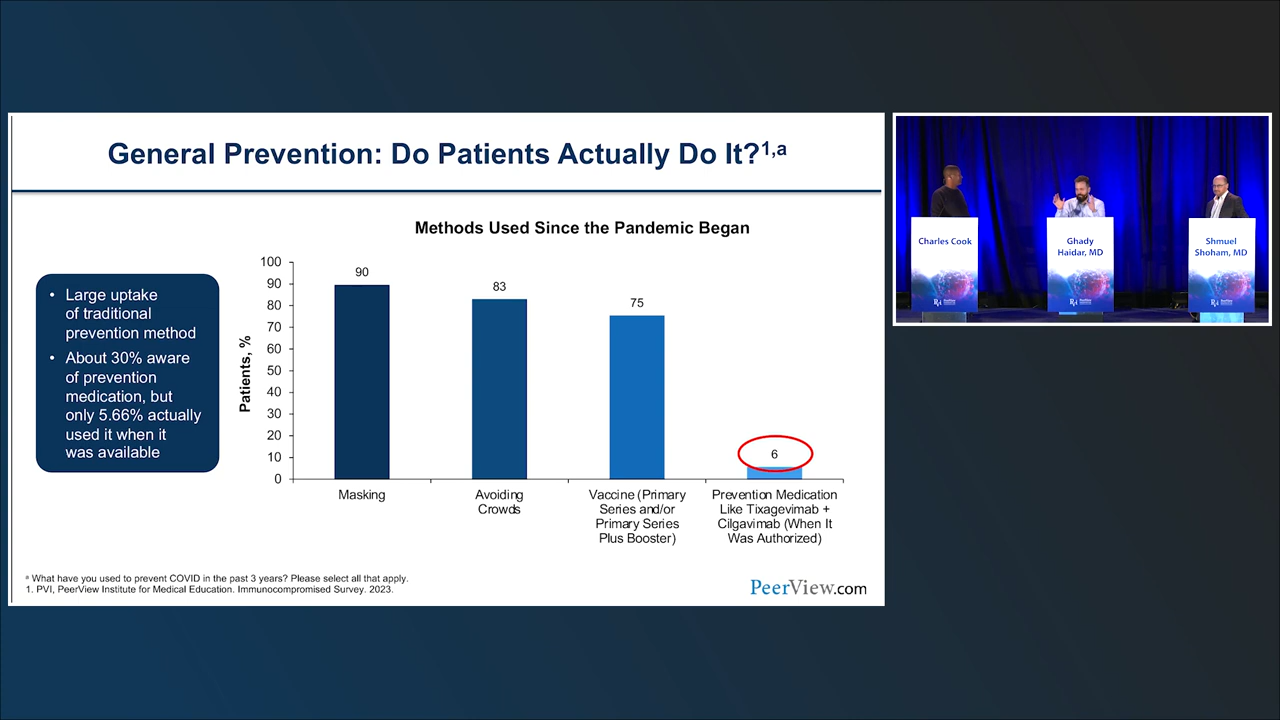 General Prevention: Do Patients Actually Do It?1,a
• Large uptake
of traditional
prevention method
• About 30% aware
of prevention
medication, but
only 5.66% actually
used it when it
was available
Methods Used Since the Pandemic Began
Patients, %
100
90
80
70
60
50
40
30
20
10
0
90
83
75
6
Masking
Avoiding
Crowds
Vaccine (Primary
Series and/or
Primary Series
Plus Booster)
Prevention Medication
Like Tixagevimab +
Cilgavimab (When It
Was Authorized)
a What have you used to prevent COVID in the past 3 years? Please select all that apply.
1. PVI, PeerView Institute for Medical Education. Immunocompromised Survey. 2023.
PeerView.com
Charles Cook
Ghady
Haidar, MD
Shmuel
Shoham, MD